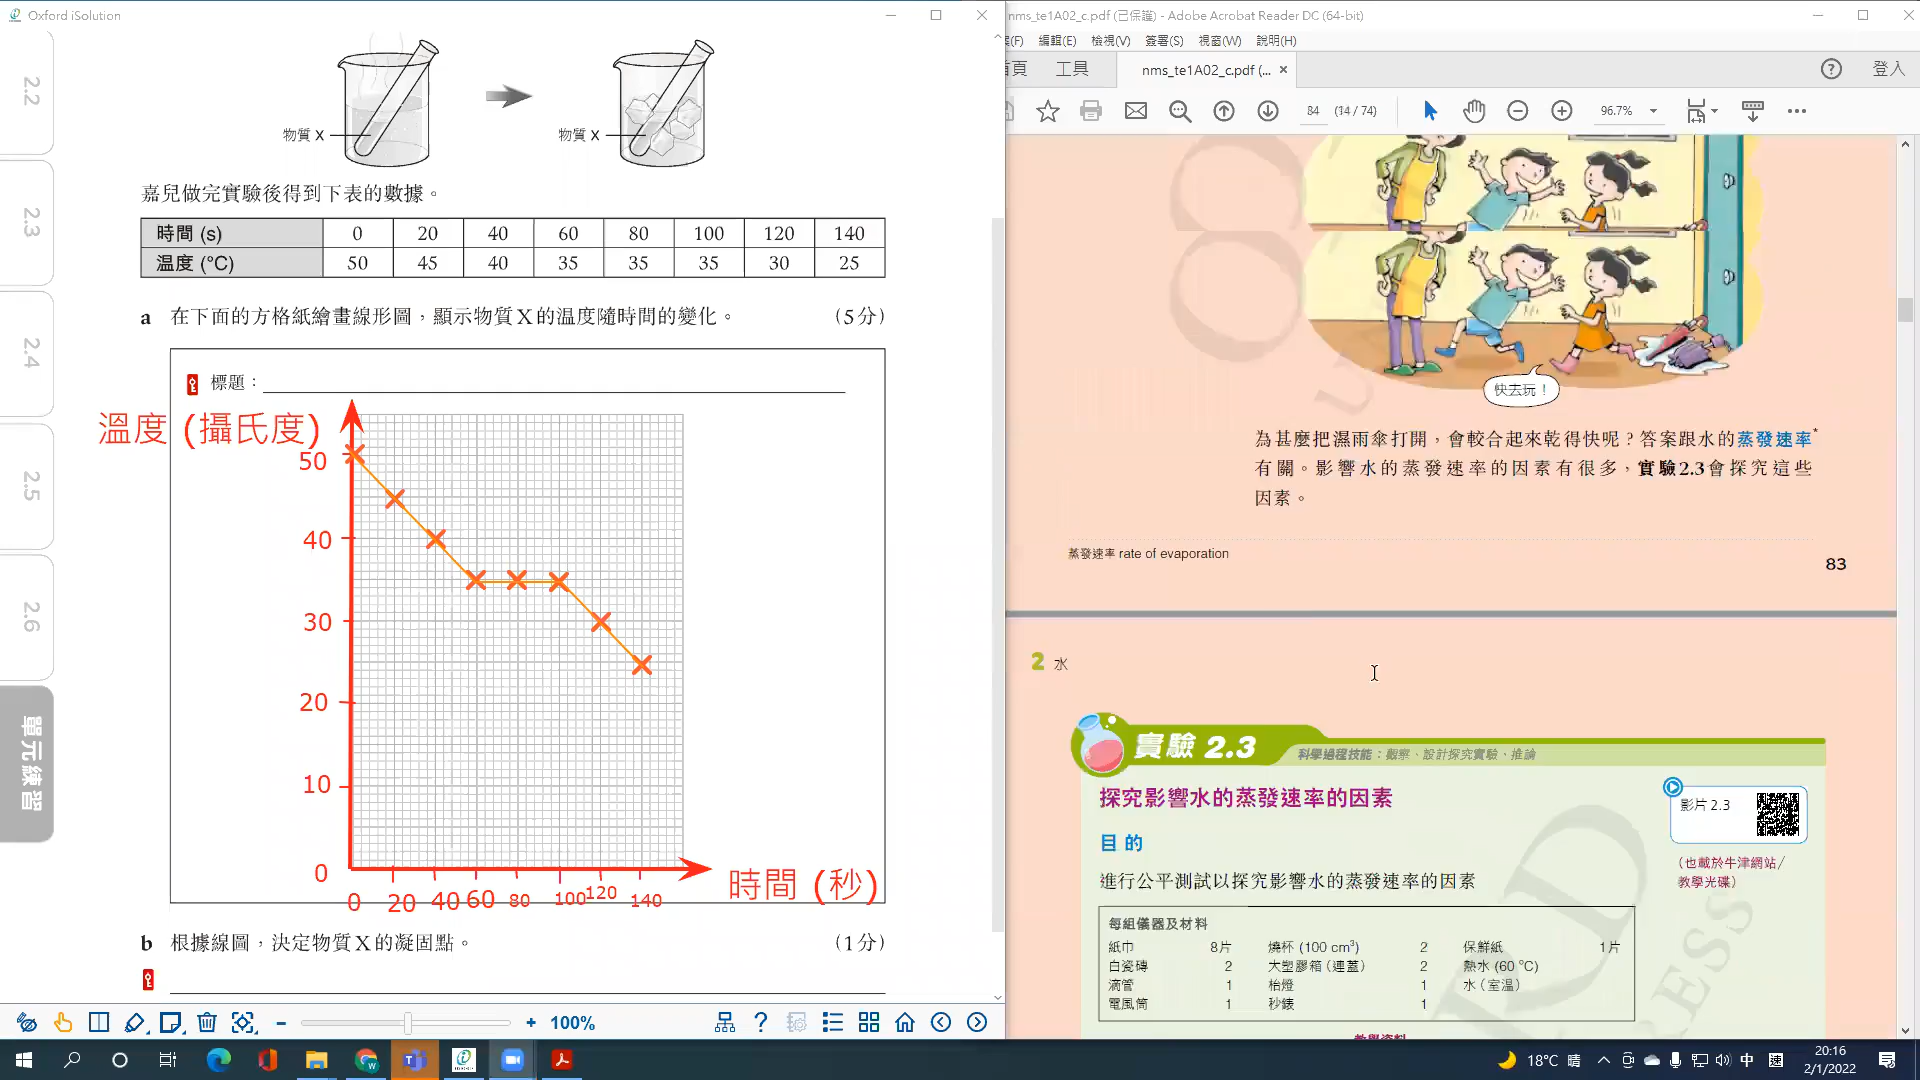 Oxford iSolution
2.2
2.3
2.4
2.5
2.6
單元練習
物質 X
物質 X
嘉兒做完實驗後得到下表的數據。
時間 (s) 0 20 40 60 80 100 120 140
温度 (°C) 50 45 40 35 35 35 30 25
a 在下面的方格紙繪畫線形圖，顯示物質 X 的温度隨時間的變化。 (5分)
標題：
溫度 (攝氏度)
50
40
30
20
10
0
0 20 40 60 80 100 120 140
時間 (秒)
b 根據線圖，決定物質 X 的凝固點。 (1分)
100%
nms_te1A02_c.pdf (已保護) - Adobe Acrobat Reader DC (64-bit)
(F) 編輯(E) 檢視(V) 簽署(S) 視窗(W) 說明(H)
首頁 工具 nms_te1A02_c.pdf (... × 登入
84 (14 / 74) 96.7%
快去玩！
為甚麼把濕雨傘打開，會較合起來乾得快呢？答案跟水的蒸發速率*
有關。影響水的蒸發速率的因素有很多，實驗2.3會探究這些
因素。
蒸發速率 rate of evaporation
83
2 水
實驗 2.3 科學過程技能：觀察、設計探究實驗、推論
探究影響水的蒸發速率的因素
影片 2.3
(也載於牛津網站/
教學光碟)
目的
進行公平測試以探究影響水的蒸發速率的因素
每組儀器及材料
紙巾 8片 燒杯 (100 cm³) 2 保鮮紙 1片
白瓷磚 2 大塑膠箱（連蓋） 2 熱水 (60 °C)
滴管 1 枱燈 1 水（室溫）
電風筒 1 秒錶 1
教學資料
18°C 晴 中 速 20:16
2/1/2022